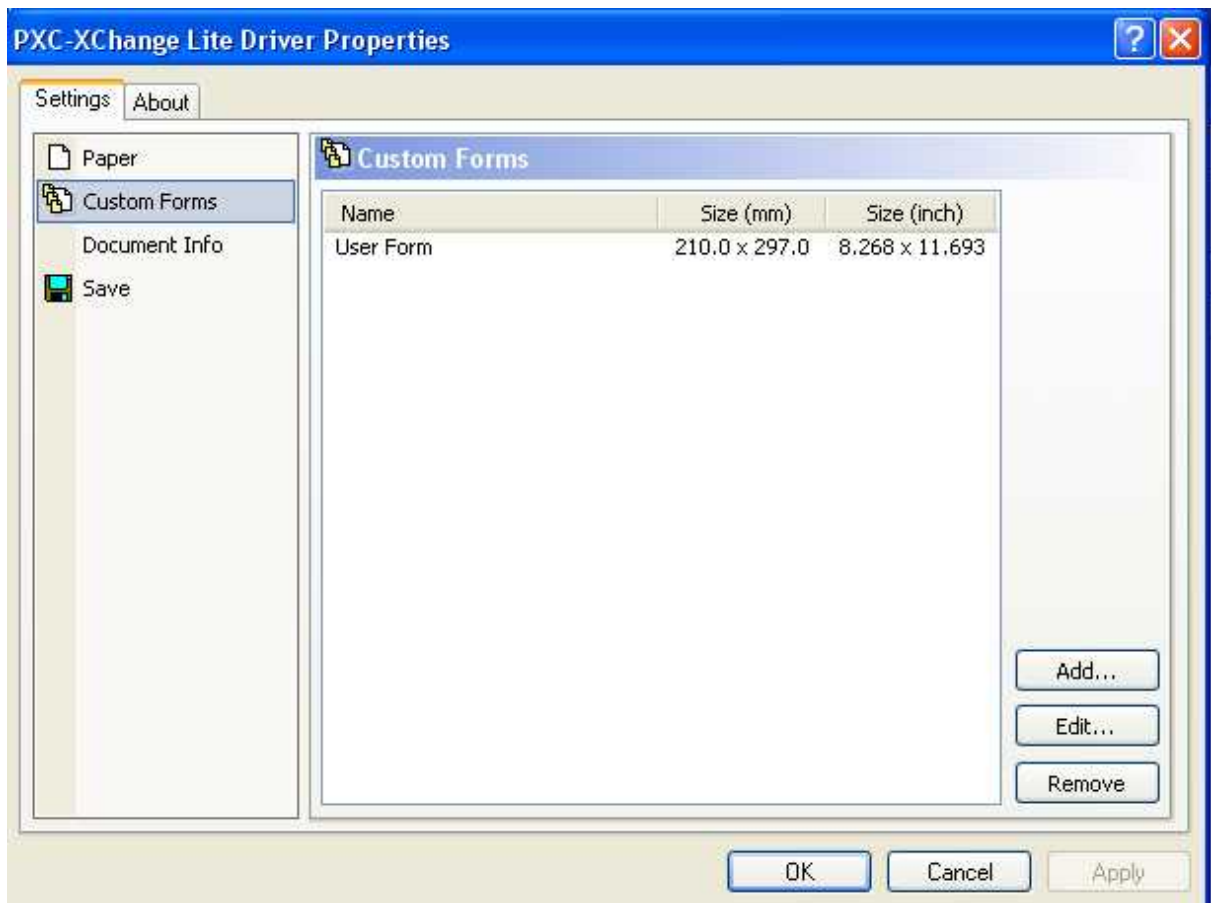 PXC-XChange Lite Driver Properties
Settings
About
Paper
Custom Forms
Document Info
Save
Custom Forms
Name Size (mm) Size (inch)
User Form 210.0 x 297.0 8.268 x 11.693
Add...
Edit...
Remove
OK Cancel Apply